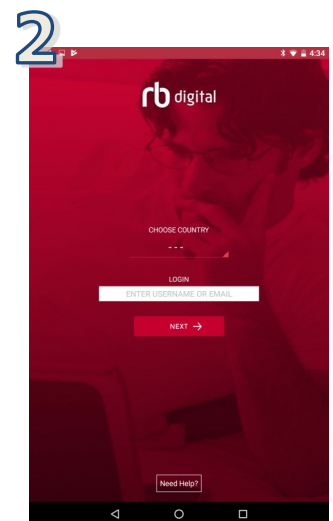 2
4:34
rb digital
CHOOSE COUNTRY
---
LOGIN
ENTER USERNAME OR EMAIL
NEXT →
Need Help?